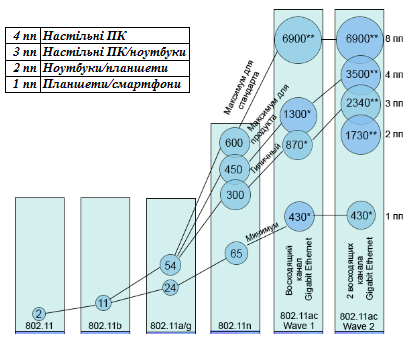 4 пп Настільні ПК
3 пп Настільні ПК/ноутбуки
2 пп Ноутбуки/планшети
1 пп Планшети/смартфони
Максимум для стандарта
Максимум для продукта
Типичный
Минимум
6900** 6900** 8 пп
3500** 4 пп
1300* 2340** 3 пп
600 870* 1730** 2 пп
450
300
430* 430* 1 пп
65
54
24
11
2
Восходящий канал Gigabit Ethernet
2 восходящих канала Gigabit Ethernet
802.11 802.11b 802.11a/g 802.11n 802.11ac Wave 1 802.11ac Wave 2